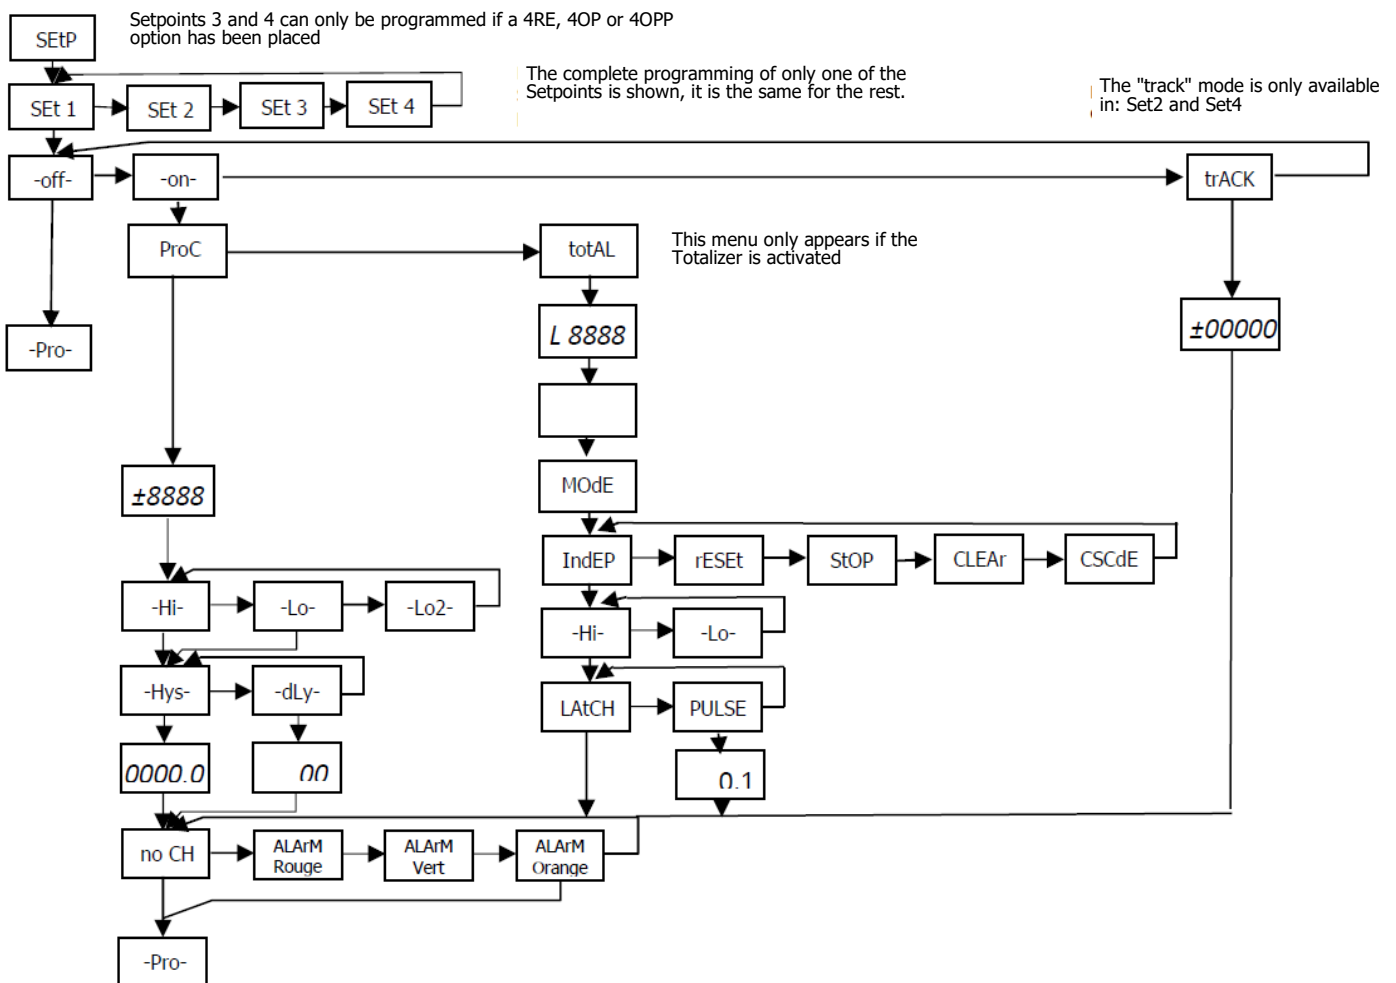 Setpoints 3 and 4 can only be programmed if a 4RE, 4OP or 4OPP
option has been placed
SEtP
The complete programming of only one of the
Setpoints is shown, it is the same for the rest.
The "track" mode is only available
in: Set2 and Set4
SEt 1
SEt 2
SEt 3
SEt 4
-off-
-on-
trACK
ProC
totAL
This menu only appears if the
Totalizer is activated
L 8888
±00000
-Pro-
±8888
MOdE
IndEP
rESEt
StOP
CLEAr
CSCdE
-Hi-
-Lo-
-Lo2-
-Hi-
-Lo-
-Hys-
-dLy-
LAtCH
PULSE
0000.0
00
0.1
no CH
ALArM
Rouge
ALArM
Vert
ALArM
Orange
-Pro-